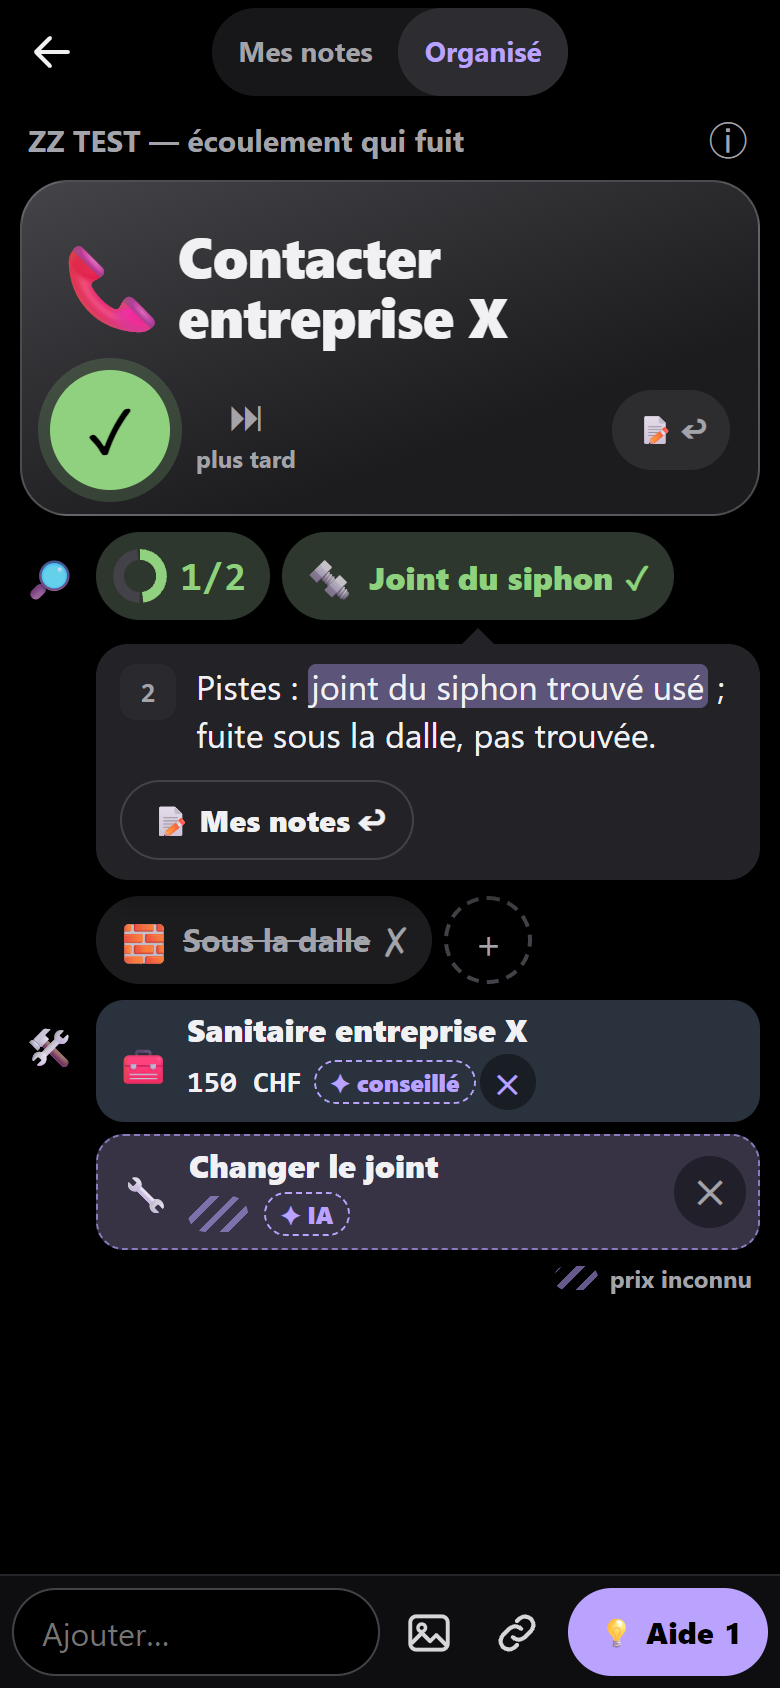 Mes notes
Organisé
ZZ TEST — écoulement qui fuit
Contacter
entreprise X
plus tard
1/2
Joint du siphon ✓
2
Pistes : joint du siphon trouvé usé ;
fuite sous la dalle, pas trouvée.
Mes notes ↩
Sous la dalle ✗
+
Sanitaire entreprise X
150 CHF
✦ conseillé
×
Changer le joint
✦ IA
×
prix inconnu
Ajouter...
Aide 1